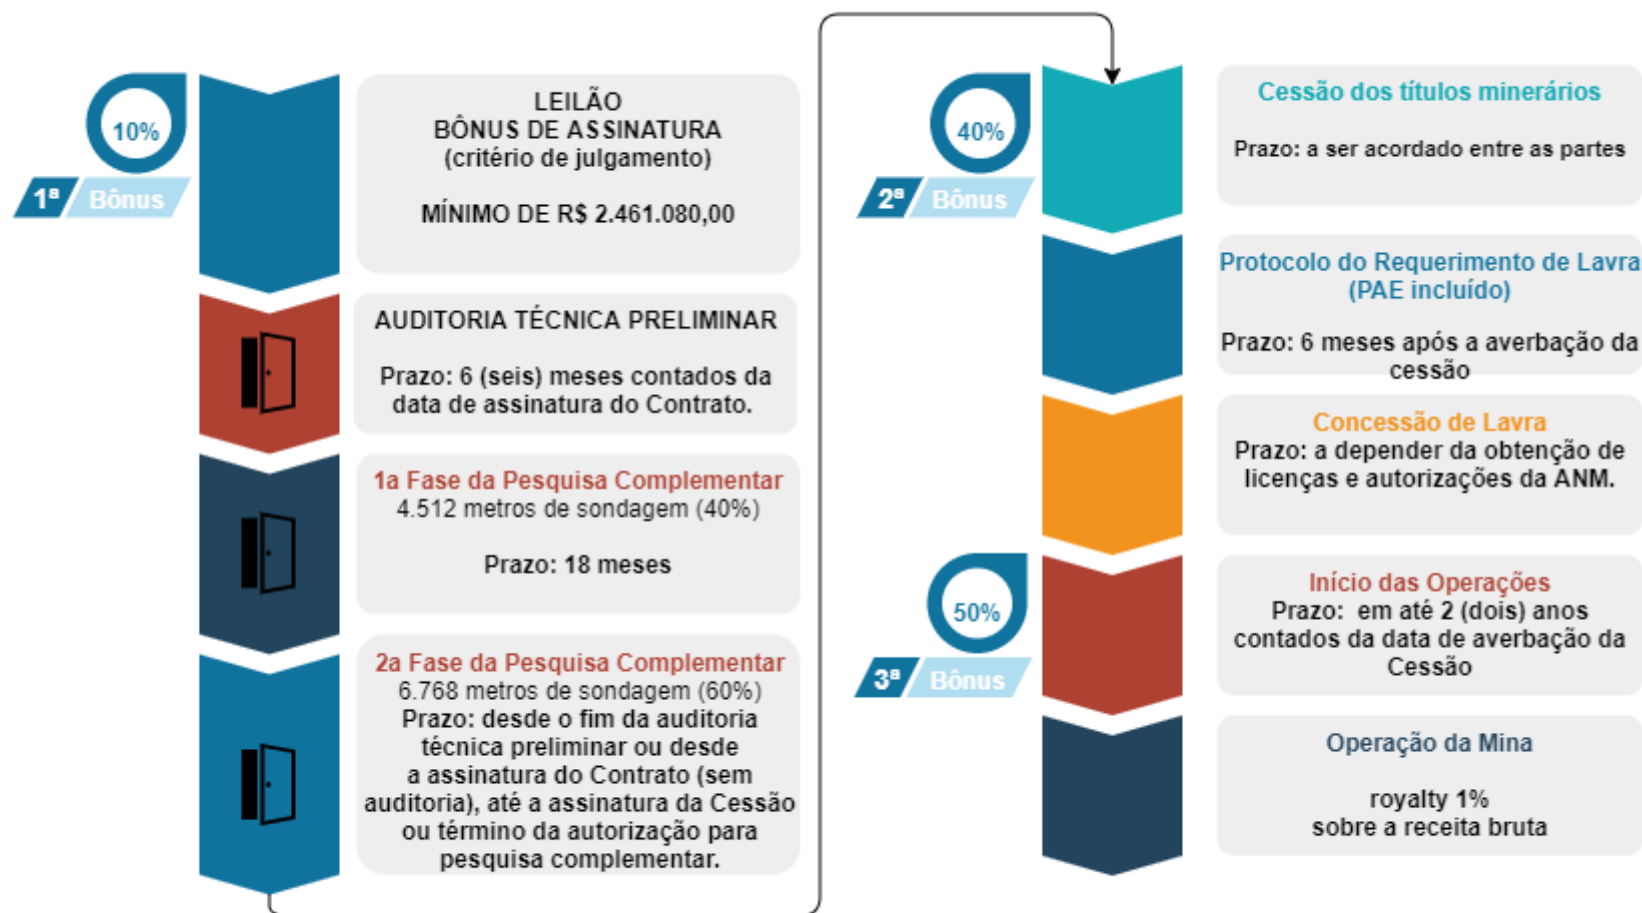 10%
1ª Bônus
LEILÃO
BÔNUS DE ASSINATURA
(critério de julgamento)
MÍNIMO DE R$ 2.461.080,00
AUDITORIA TÉCNICA PRELIMINAR
Prazo: 6 (seis) meses contados da
data de assinatura do Contrato.
1a Fase da Pesquisa Complementar
4.512 metros de sondagem (40%)
Prazo: 18 meses
2a Fase da Pesquisa Complementar
6.768 metros de sondagem (60%)
Prazo: desde o fim da auditoria
técnica preliminar ou desde
a assinatura do Contrato (sem
auditoria), até a assinatura da Cessão
ou término da autorização para
pesquisa complementar.
40%
2ª Bônus
Cessão dos títulos minerários
Prazo: a ser acordado entre as partes
Protocolo do Requerimento de Lavra
(PAE incluído)
Prazo: 6 meses após a averbação da
cessão
Concessão de Lavra
Prazo: a depender da obtenção de
licenças e autorizações da ANM.
50%
3ª Bônus
Início das Operações
Prazo: em até 2 (dois) anos
contados da data de averbação da
Cessão
Operação da Mina
royalty 1%
sobre a receita bruta